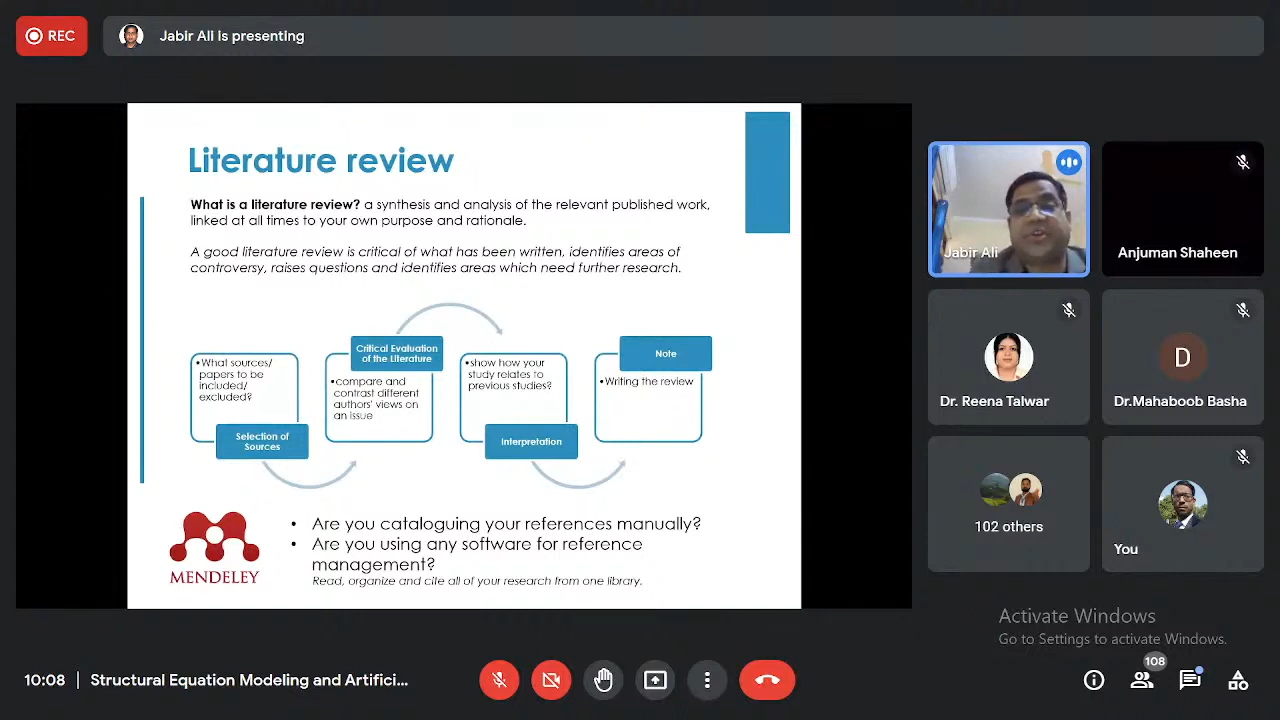 REC
Jabir Ali is presenting
Literature review
What is a literature review? a synthesis and analysis of the relevant published work,
linked at all times to your own purpose and rationale.
A good literature review is critical of what has been written, identifies areas of
controversy, raises questions and identifies areas which need further research.
•What sources/
papers to be
included/
excluded?
Selection of
Sources
Critical Evaluation
of the Literature
•compare and
contrast different
authors' views on
an issue
•show how your
study relates to
previous studies?
Interpretation
Note
•Writing the review
MENDELEY
• Are you cataloguing your references manually?
• Are you using any software for reference
management?
Read, organize and cite all of your research from one library.
Jabir Ali
Anjuman Shaheen
Dr. Reena Talwar
D
Dr.Mahaboob Basha
102 others
You
Activate Windows
Go to Settings to activate Windows.
10:08
Structural Equation Modeling and Artifici...
108